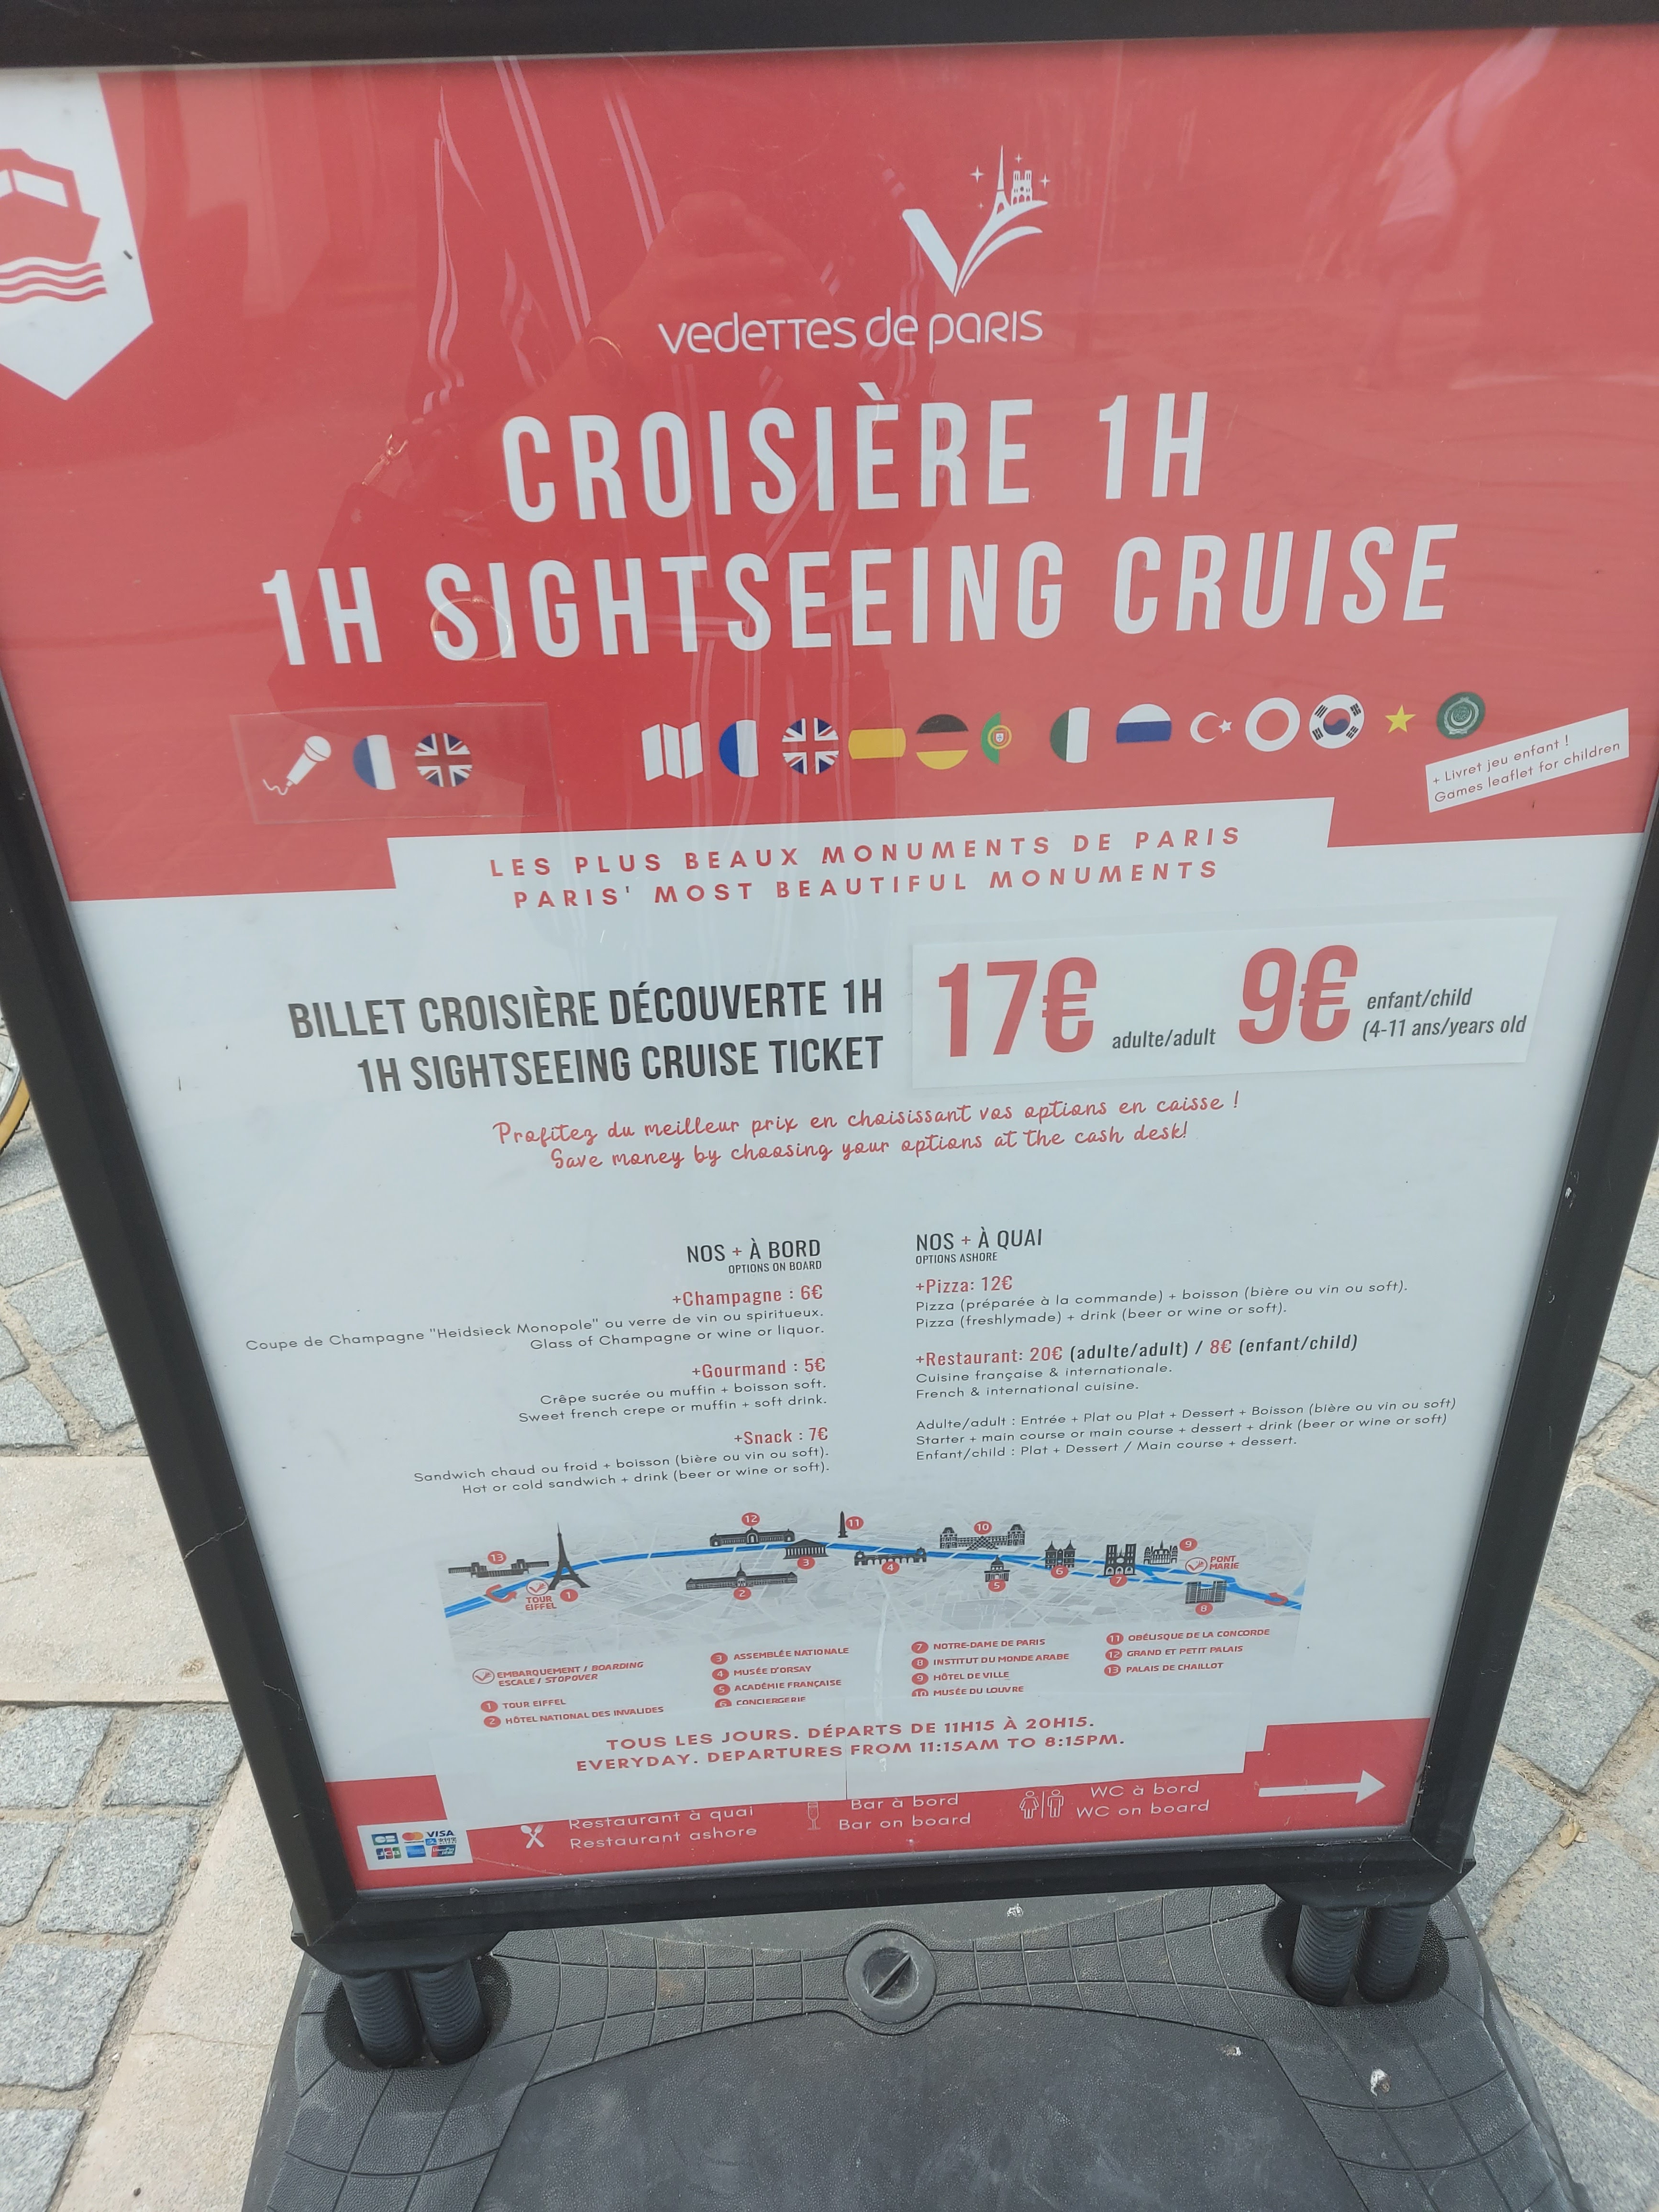 vedettes de paris
CROISIÈRE 1H
1H SIGHTSEEING CRUISE
+ Livret jeu enfant !
Games leaflet for children
LES PLUS BEAUX MONUMENTS DE PARIS
PARIS' MOST BEAUTIFUL MONUMENTS
BILLET CROISIÈRE DÉCOUVERTE 1H
1H SIGHTSEEING CRUISE TICKET
17€ adulte/adult
9€ enfant/child
(4-11 ans/years old
Profitez du meilleur prix en choisissant vos options en caisse !
Save money by choosing your options at the cash desk!
NOS + À BORD
OPTIONS ON BOARD
+Champagne : 6€
Coupe de Champagne "Heidsieck Monopole" ou verre de vin ou spiritueux.
Glass of Champagne or wine or liquor.
+Gourmand : 5€
Crêpe sucrée ou muffin + boisson soft.
Sweet french crepe or muffin + soft drink.
+Snack : 7€
Sandwich chaud ou froid + boisson (bière ou vin ou soft).
Hot or cold sandwich + drink (beer or wine or soft).
NOS + À QUAI
OPTIONS ASHORE
+Pizza: 12€
Pizza (préparée à la commande) + boisson (bière ou vin ou soft).
Pizza (freshlymade) + drink (beer or wine or soft).
+Restaurant: 20€ (adulte/adult) / 8€ (enfant/child)
Cuisine française & internationale.
French & international cuisine.
Adulte/adult : Entrée + Plat ou Plat + Dessert + Boisson (bière ou vin ou soft)
Starter + main course or main course + dessert + drink (beer or wine or soft)
Enfant/child : Plat + Dessert / Main course + dessert.
13
TOUR
EIFFEL
1
12
2
3
11
4
10
5
6
7
9
PONT
MARIE
8
EMBARQUEMENT / BOARDING
ESCALE / STOPOVER
1 TOUR EIFFEL
2 HÔTEL NATIONAL DES INVALIDES
3 ASSEMBLÉE NATIONALE
4 MUSÉE D'ORSAY
5 ACADÉMIE FRANÇAISE
6 CONCIERGERIE
7 NOTRE-DAME DE PARIS
8 INSTITUT DU MONDE ARABE
9 HÔTEL DE VILLE
10 MUSÉE DU LOUVRE
11 OBÉLISQUE DE LA CONCORDE
12 GRAND ET PETIT PALAIS
13 PALAIS DE CHAILLOT
TOUS LES JOURS. DÉPARTS DE 11H15 À 20H15.
EVERYDAY. DEPARTURES FROM 11:15AM TO 8:15PM.
CB VISA
JCB
Restaurant à quai
Restaurant ashore
Bar à bord
Bar on board
WC à bord
WC on board